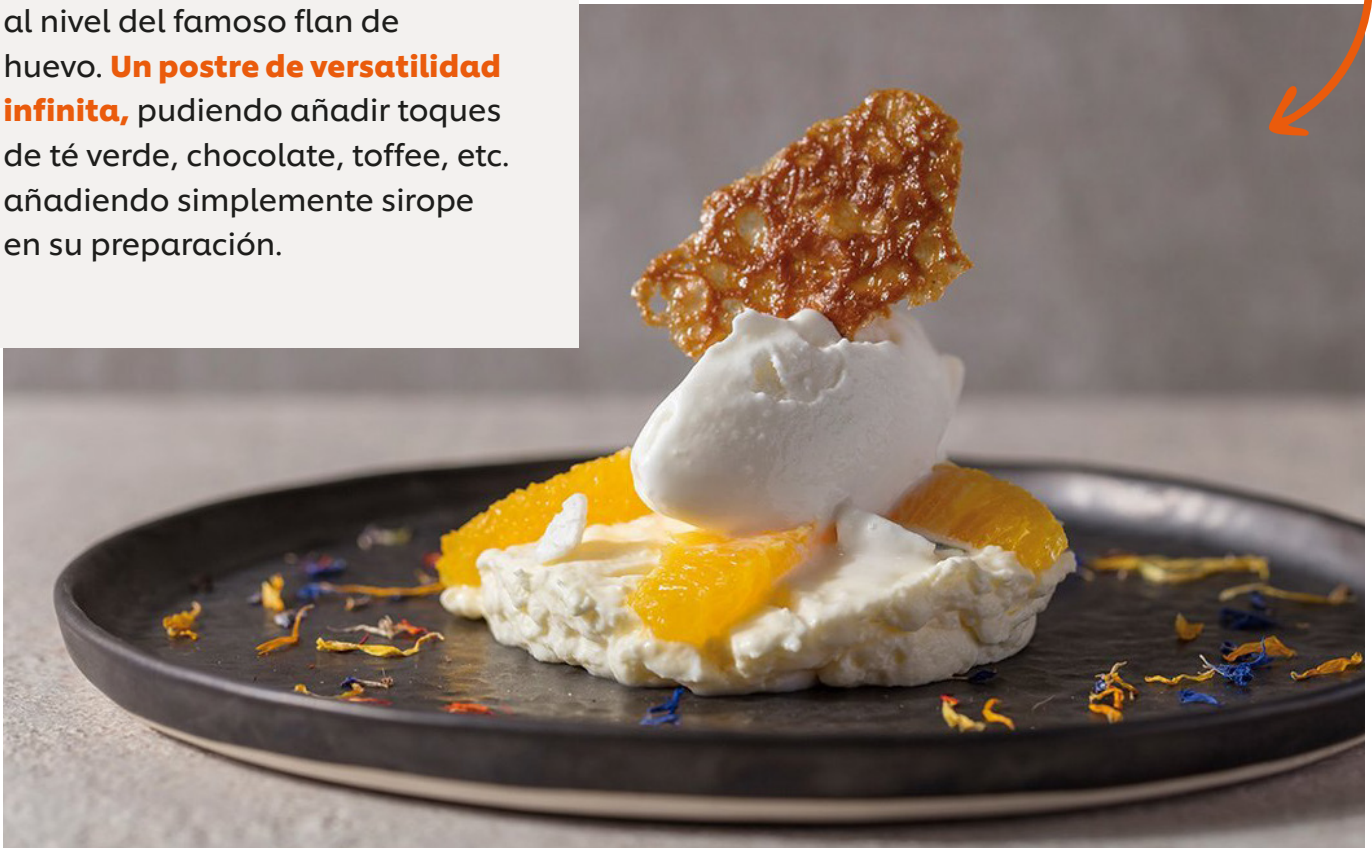 al nivel del famoso flan de
huevo. Un postre de versatilidad
infinita, pudiendo añadir toques
de té verde, chocolate, toffee, etc.
añadiendo simplemente sirope
en su preparación.